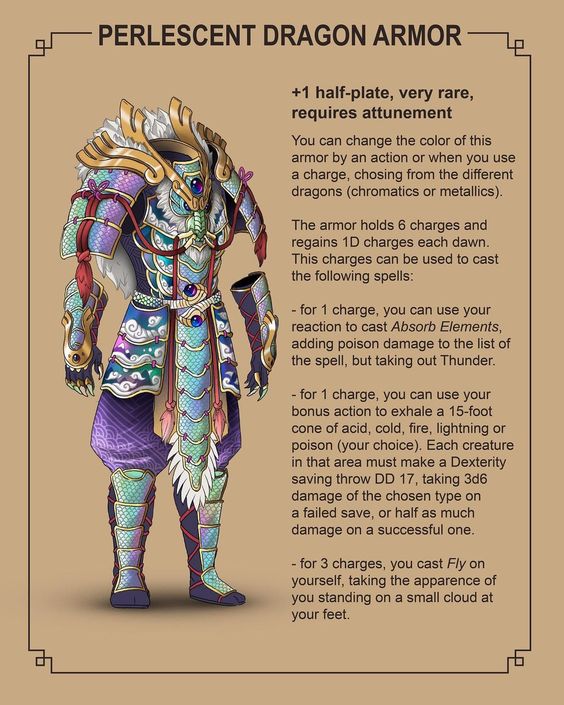 PERLESCENT DRAGON ARMOR
+1 half-plate, very rare,
requires attunement
You can change the color of this
armor by an action or when you use
a charge, chosing from the different
dragons (chromatics or metallics).
The armor holds 6 charges and
regains 1D charges each dawn.
This charges can be used to cast
the following spells:
- for 1 charge, you can use your
reaction to cast Absorb Elements,
adding poison damage to the list of
the spell, but taking out Thunder.
- for 1 charge, you can use your
bonus action to exhale a 15-foot
cone of acid, cold, fire, lightning or
poison (your choice). Each creature
in that area must make a Dexterity
saving throw DD 17, taking 3d6
damage of the chosen type on
a failed save, or half as much
damage on a successful one.
- for 3 charges, you cast Fly on
yourself, taking the apparence of
you standing on a small cloud at
your feet.